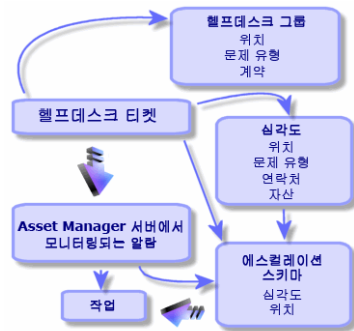 헬프데스크 그룹
위치
문제 유형
계약
헬프데스크 티켓
심각도
위치
문제 유형
연락처
자산
Asset Manager 서버에서
모니터링되는 알람
에스컬레이션
스키마
심각도
위치
작업